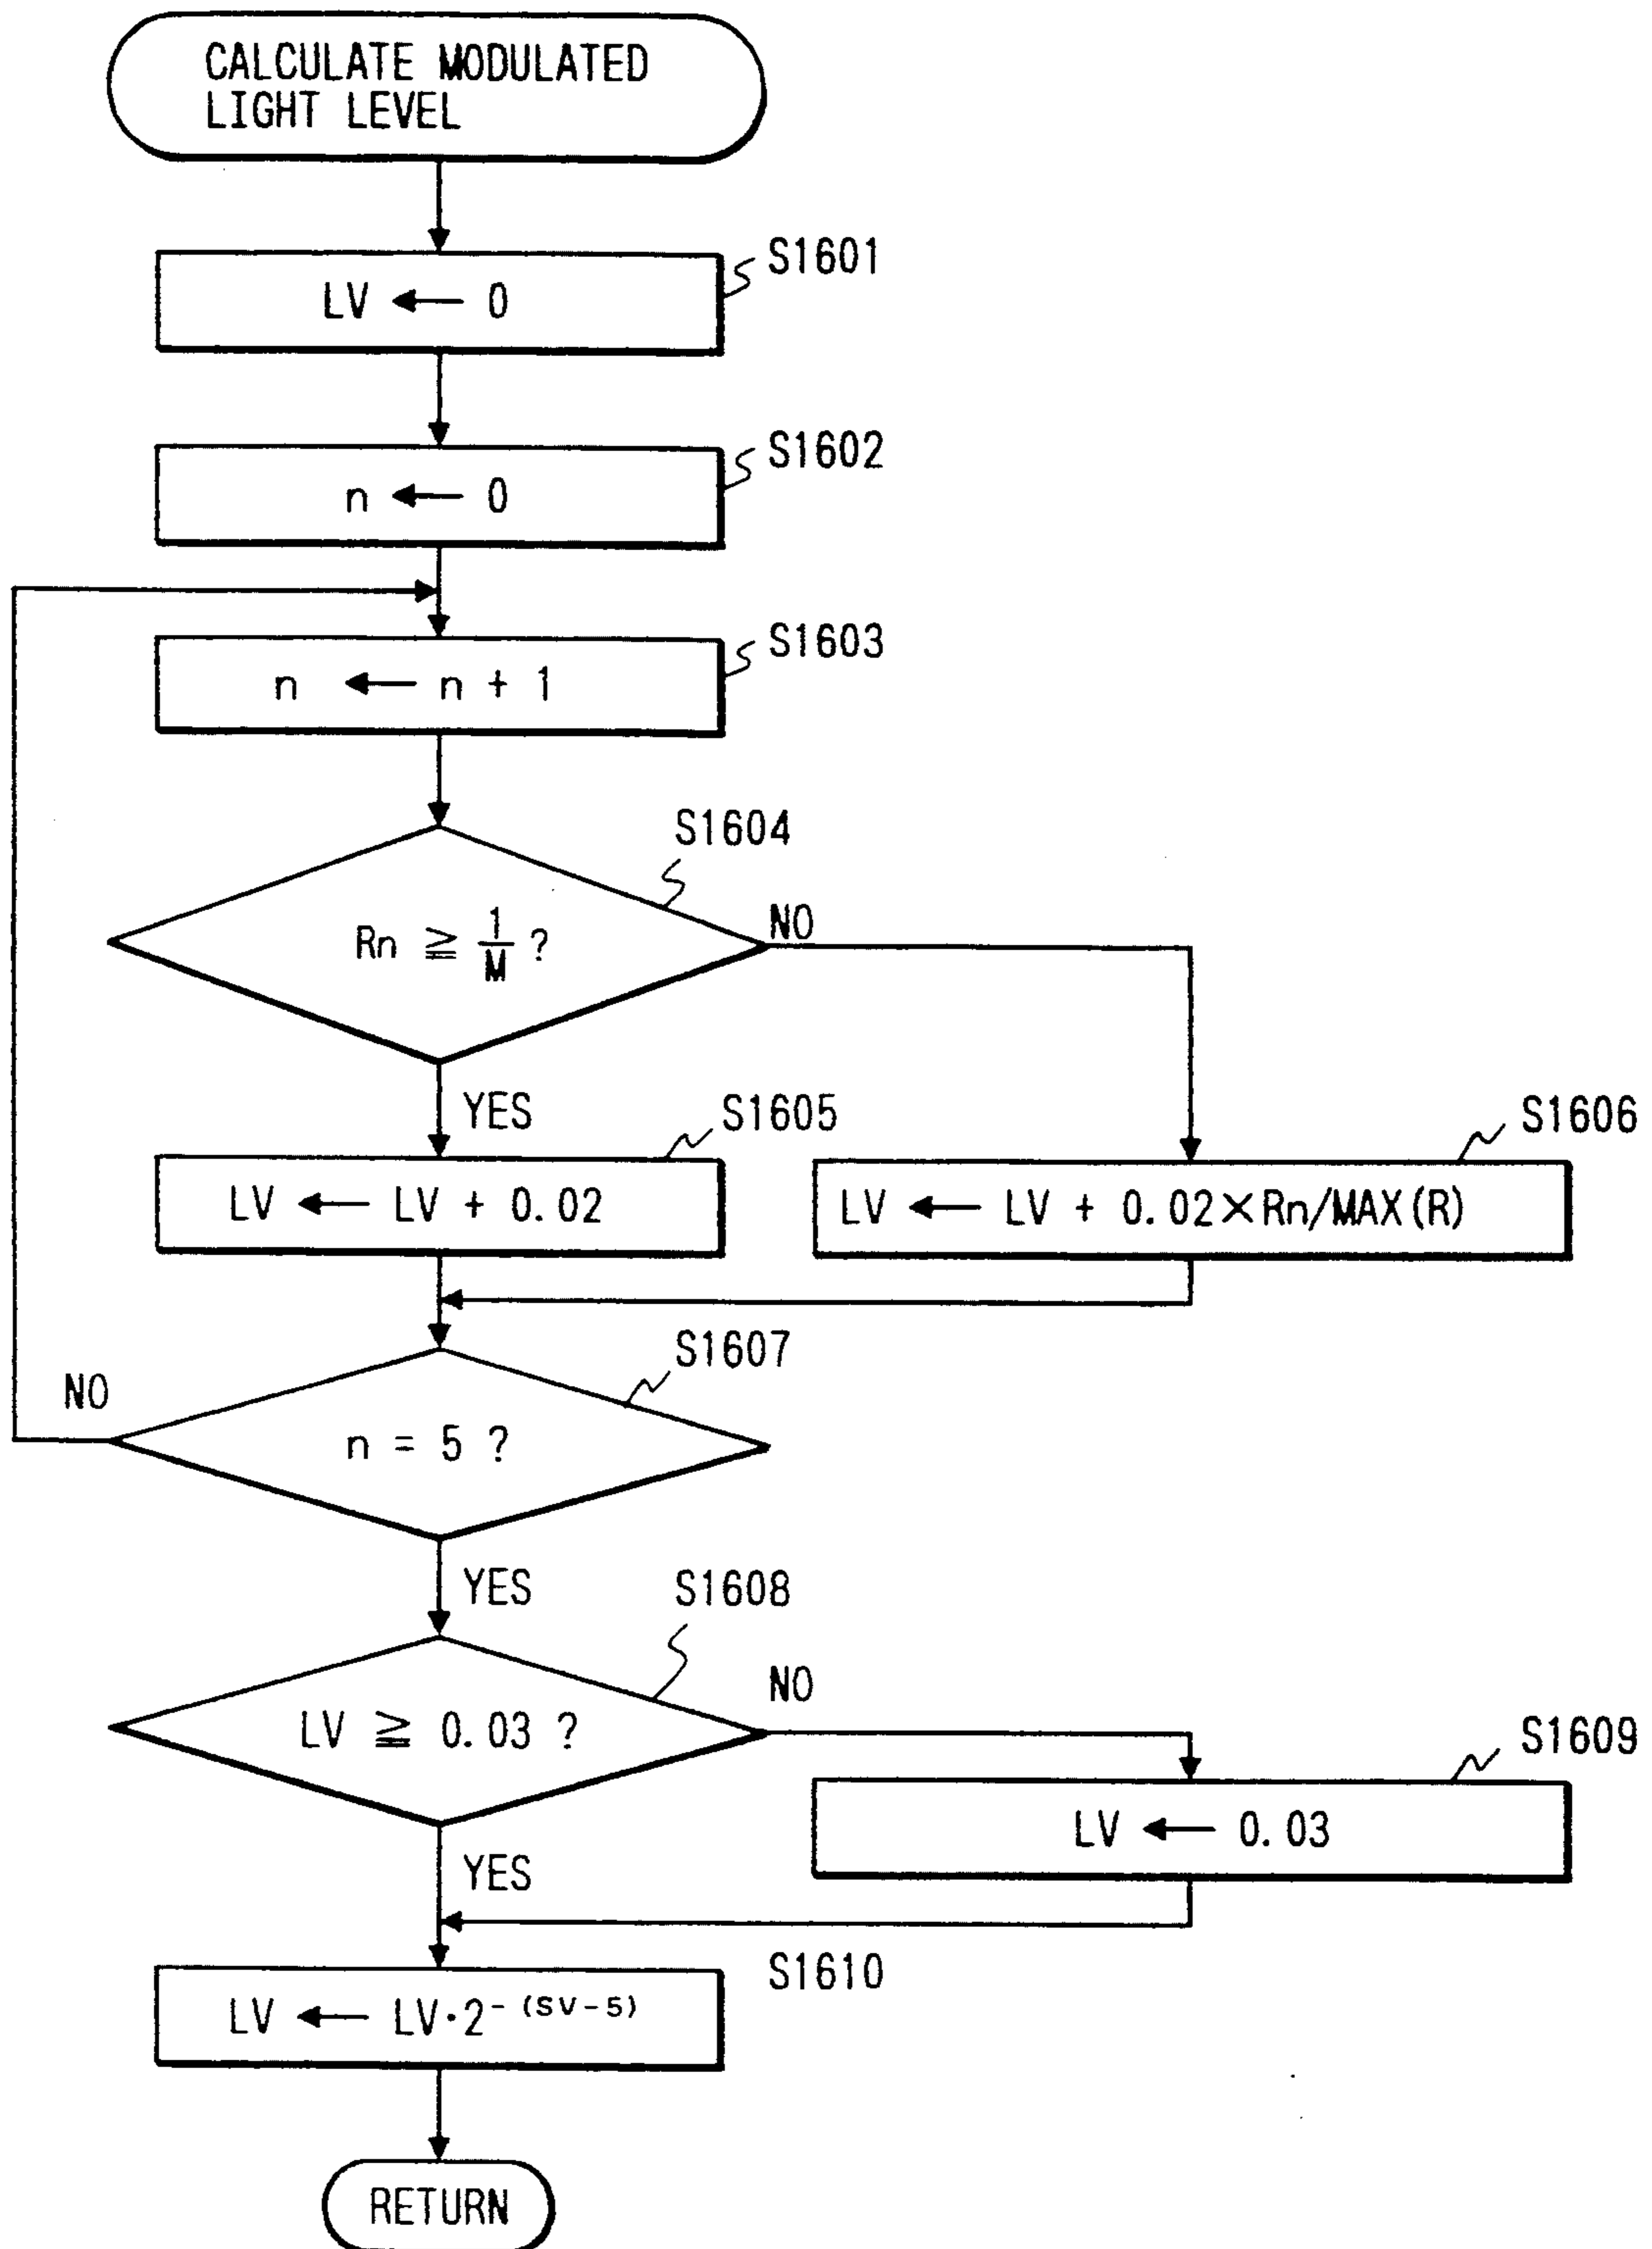 CALCULATE MODULATED
LIGHT LEVEL
S1601
LV ← 0
S1602
n ← 0
S1603
n ← n + 1
S1604
Rn ≧ 1/M ?
NO
YES
S1605
LV ← LV + 0.02
S1606
LV ← LV + 0.02×Rn/MAX(R)
S1607
NO
n = 5 ?
YES
S1608
LV ≧ 0.03 ?
NO
S1609
LV ← 0.03
YES
S1610
LV ← LV·2^-(SV-5)
RETURN